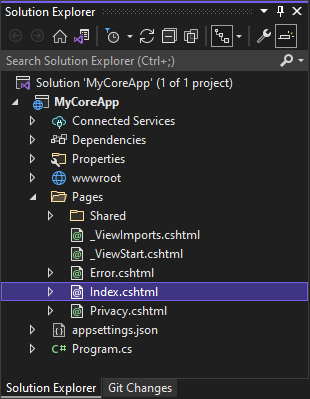 Solution Explorer
Search Solution Explorer (Ctrl+;)
Solution 'MyCoreApp' (1 of 1 project)
MyCoreApp
Connected Services
Dependencies
Properties
wwwroot
Pages
Shared
_ViewImports.cshtml
_ViewStart.cshtml
Error.cshtml
Index.cshtml
Privacy.cshtml
appsettings.json
C# Program.cs
Solution Explorer Git Changes